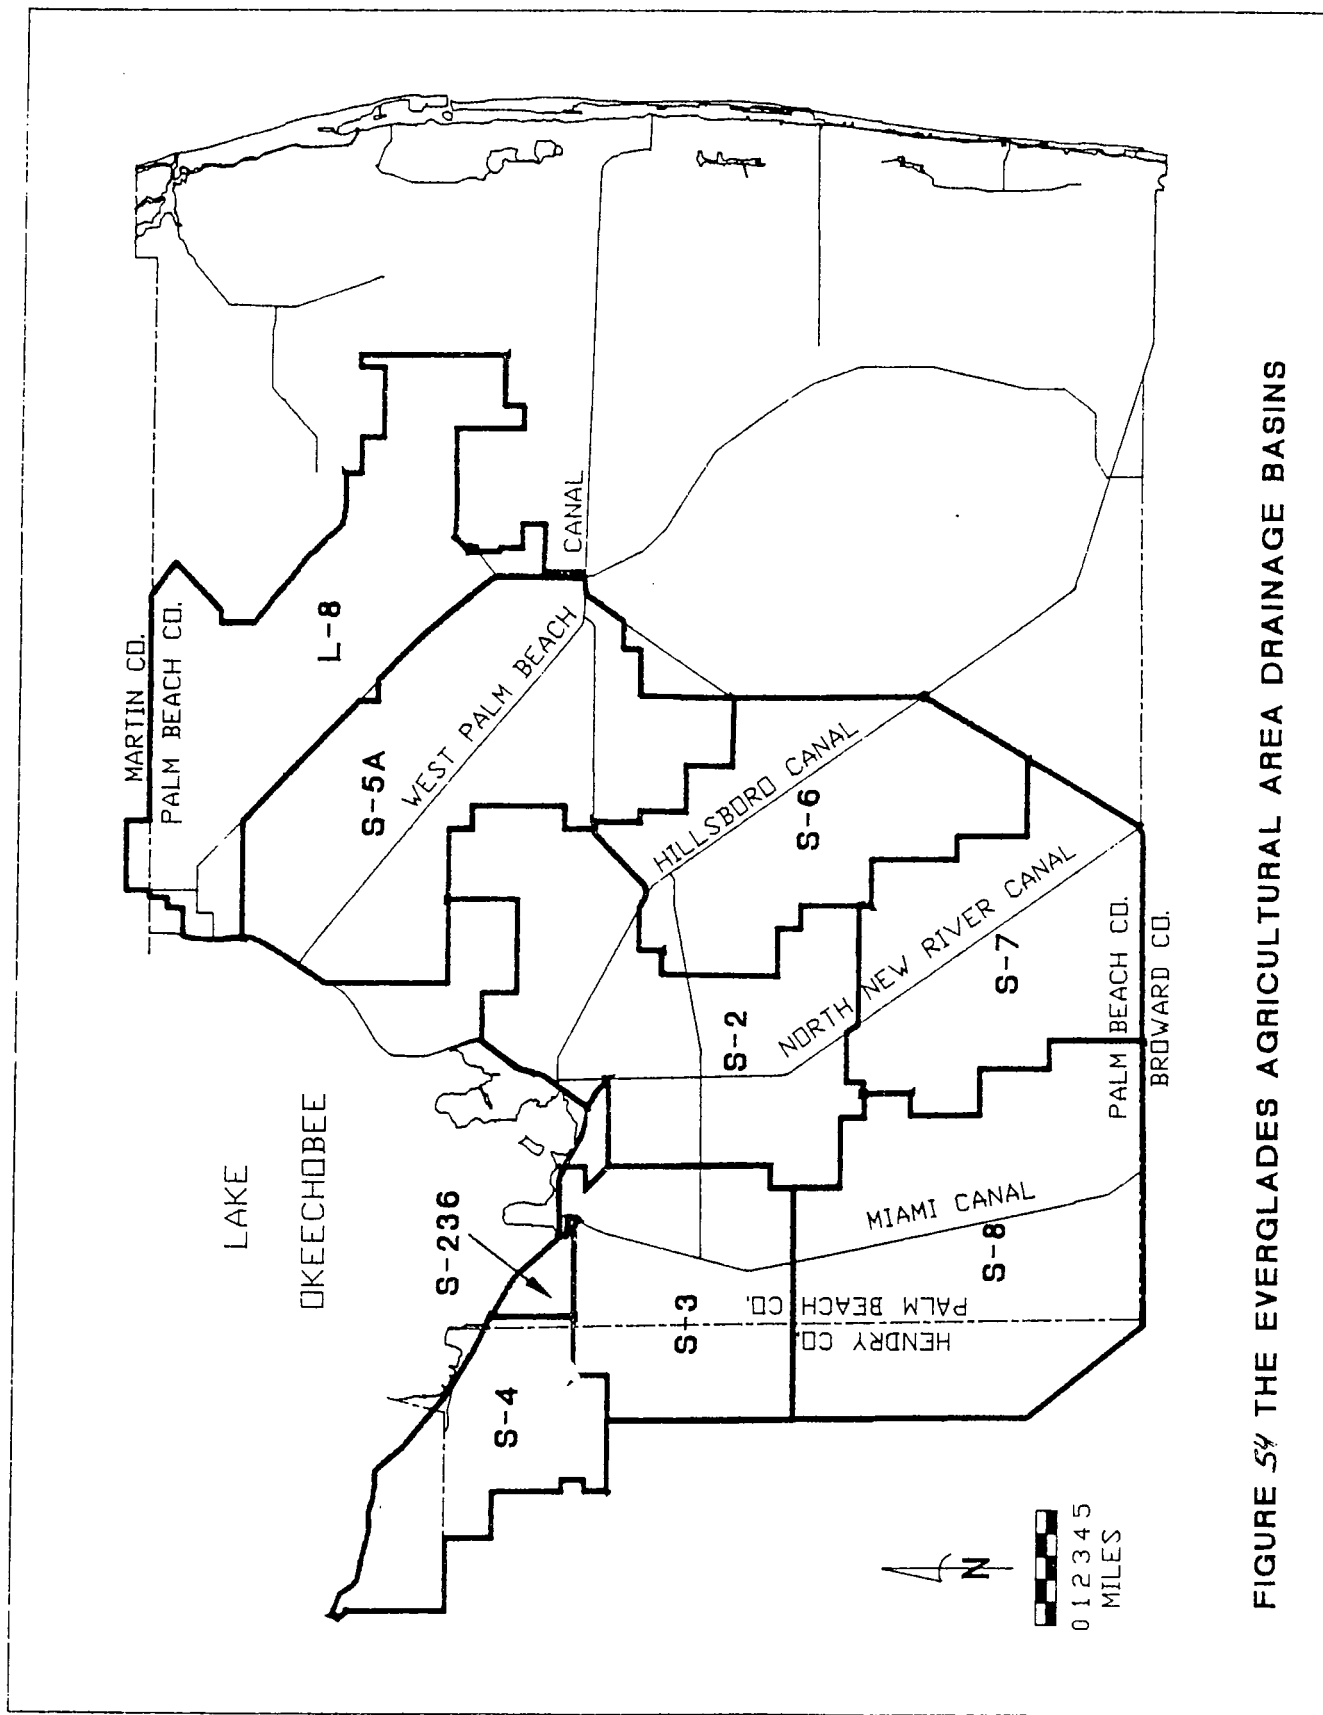 MARTIN CO.
PALM BEACH CO.
LAKE
OKEECHOBEE
L-8
S-5A
WEST PALM BEACH
CANAL
S-236
S-4
S-3
S-2
HILLSBORO CANAL
S-6
NORTH NEW RIVER CANAL
S-7
MIAMI CANAL
S-8
HENDRY CO.
PALM BEACH CO.
PALM BEACH CO.
BROWARD CO.
N
0 1 2 3 4 5
MILES
FIGURE 54 THE EVERGLADES AGRICULTURAL AREA DRAINAGE BASINS